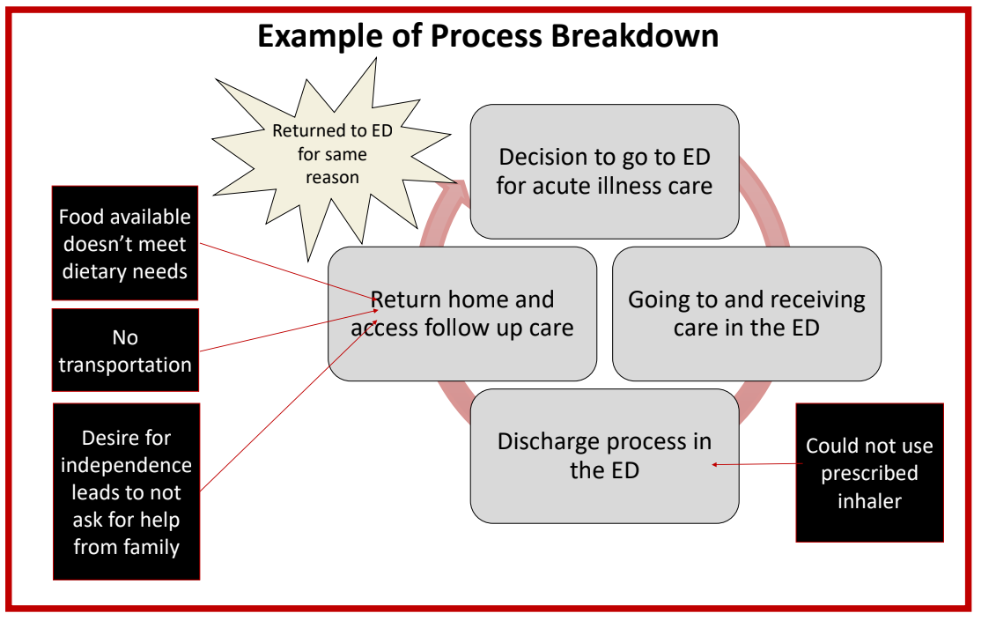 Example of Process Breakdown
Returned to ED
for same
reason
Decision to go to ED
for acute illness care
Food available
doesn’t meet
dietary needs
Return home and
access follow up care
Going to and receiving
care in the ED
No
transportation
Desire for
independence
leads to not
ask for help
from family
Discharge process in
the ED
Could not use
prescribed
inhaler